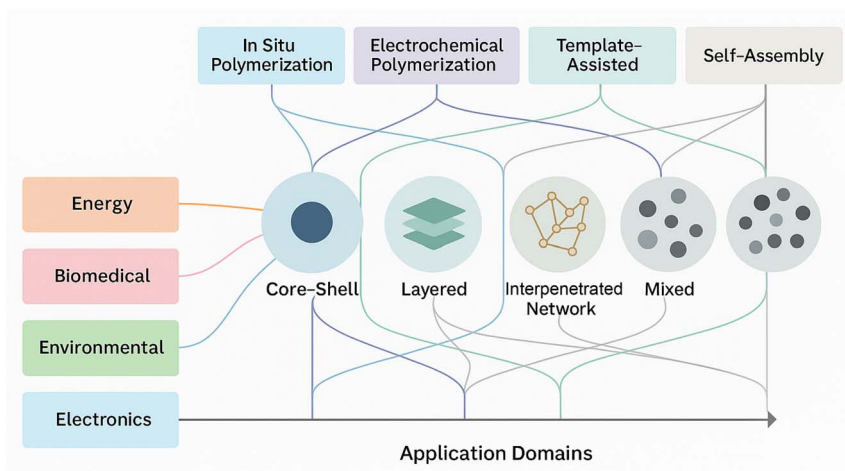 In Situ
Polymerization
Electrochemical
Polymerization
Template–
Assisted
Self–Assembly
Energy
Biomedical
Environmental
Electronics
Core–Shell
Layered
Interpenetrated
Network
Mixed
Application Domains